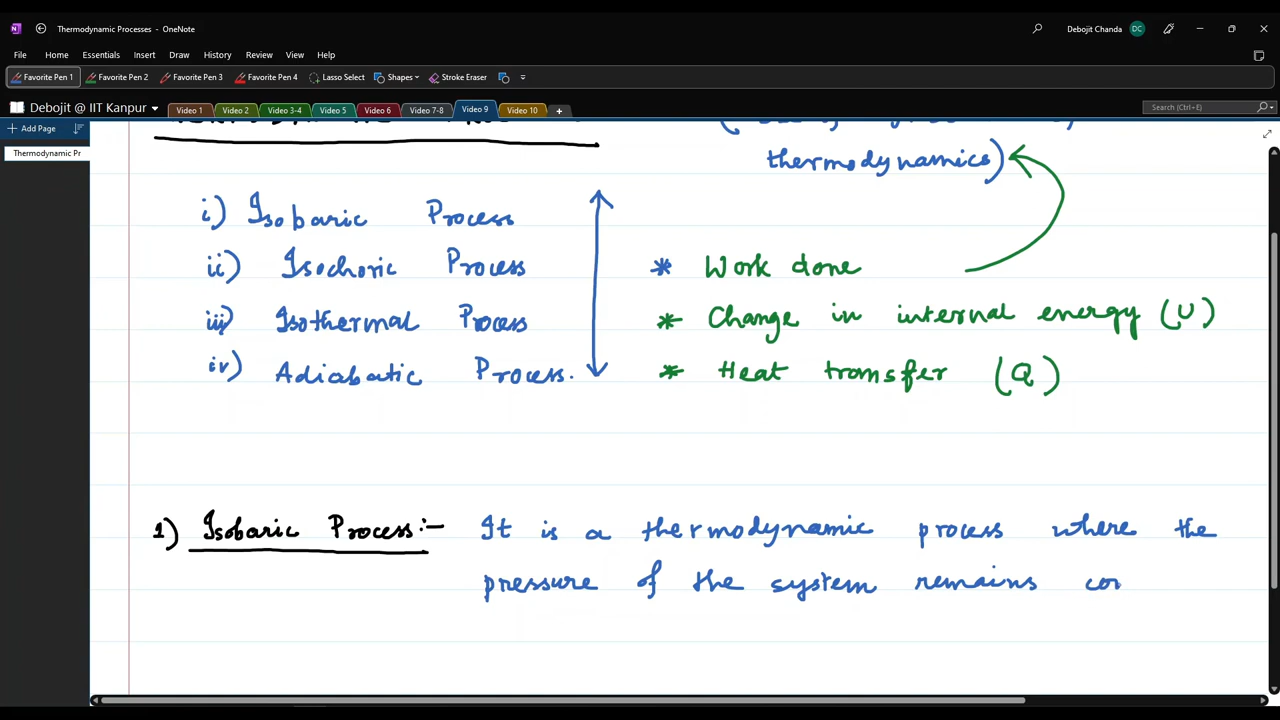 Thermodynamic Processes - OneNote
Debojit Chanda DC
File Home Essentials Insert Draw History Review View Help
Favorite Pen 1 Favorite Pen 2 Favorite Pen 3 Favorite Pen 4 Lasso Select Shapes Stroke Eraser
Debojit @ IIT Kanpur Video 1 Video 2 Video 3-4 Video 5 Video 6 Video 7-8 Video 9 Video 10 Search (Ctrl+E)
Add Page
Thermodynamic Pr
thermodynamics)
i) Isobaric Process
ii) Isochoric Process * Work done
iii) Isothermal Process * Change in internal energy (U)
iv) Adiabatic Process. * Heat transfer (Q)
1) Isobaric Process:- It is a thermodynamic process where the
pressure of the system remains con